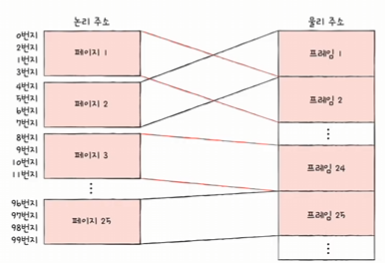 논리 주소
울리 주소
0번지
2번지
1번지
3번지
페이지 1
4번지
5번지
6번지
7번지
페이지 2
8번지
9번지
10번지
11번지
페이지 3
⋮
96번지
97번지
98번지
99번지
페이지 25
프레임 1
프레임 2
⋮
프레임 24
프레임 25
⋮